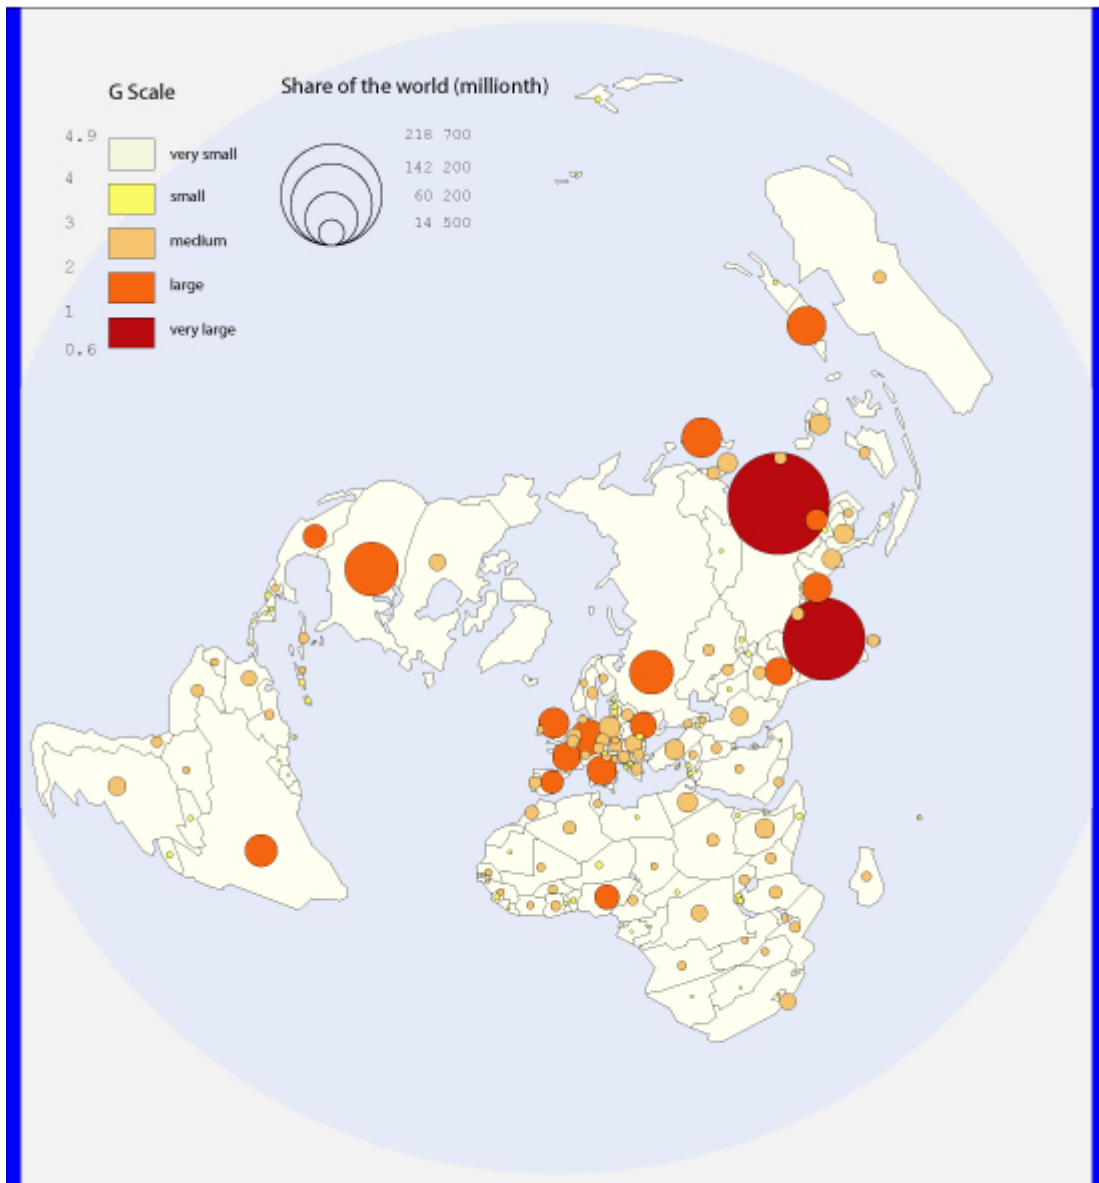 G Scale
4.9
very small
4
small
3
medium
2
large
1
very large
0.6
Share of the world (millionth)
218 700
142 200
60 200
14 500